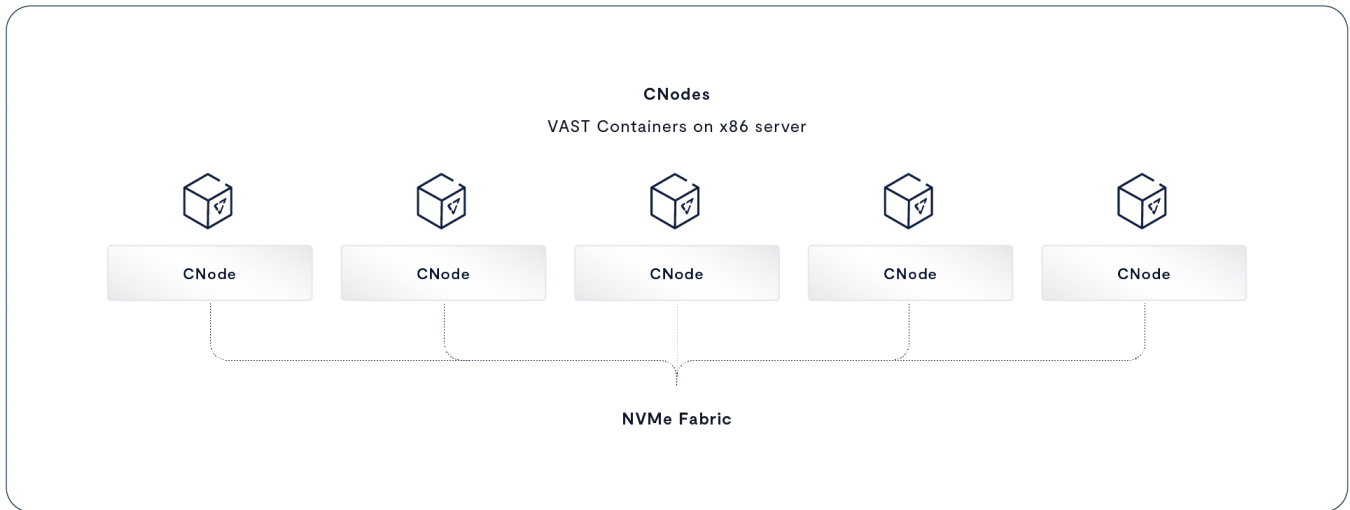 CNodes
VAST Containers on x86 server
CNode
CNode
CNode
CNode
CNode
NVMe Fabric